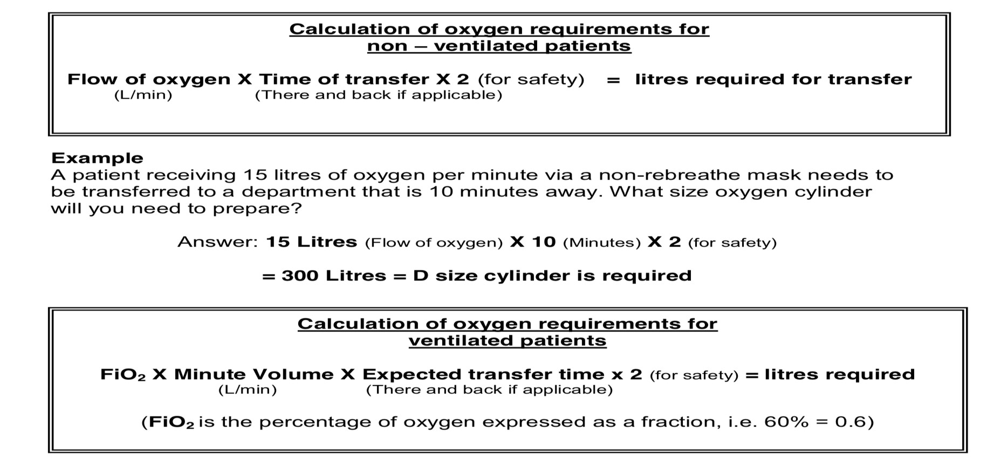 Calculation of oxygen requirements for
non – ventilated patients
Flow of oxygen X Time of transfer X 2 (for safety) = litres required for transfer
(L/min) (There and back if applicable)
Example
A patient receiving 15 litres of oxygen per minute via a non-rebreathe mask needs to
be transferred to a department that is 10 minutes away. What size oxygen cylinder
will you need to prepare?
Answer: 15 Litres (Flow of oxygen) X 10 (Minutes) X 2 (for safety)
= 300 Litres = D size cylinder is required
Calculation of oxygen requirements for
ventilated patients
FiO₂ X Minute Volume X Expected transfer time x 2 (for safety) = litres required
(L/min) (There and back if applicable)
(FiO₂ is the percentage of oxygen expressed as a fraction, i.e. 60% = 0.6)